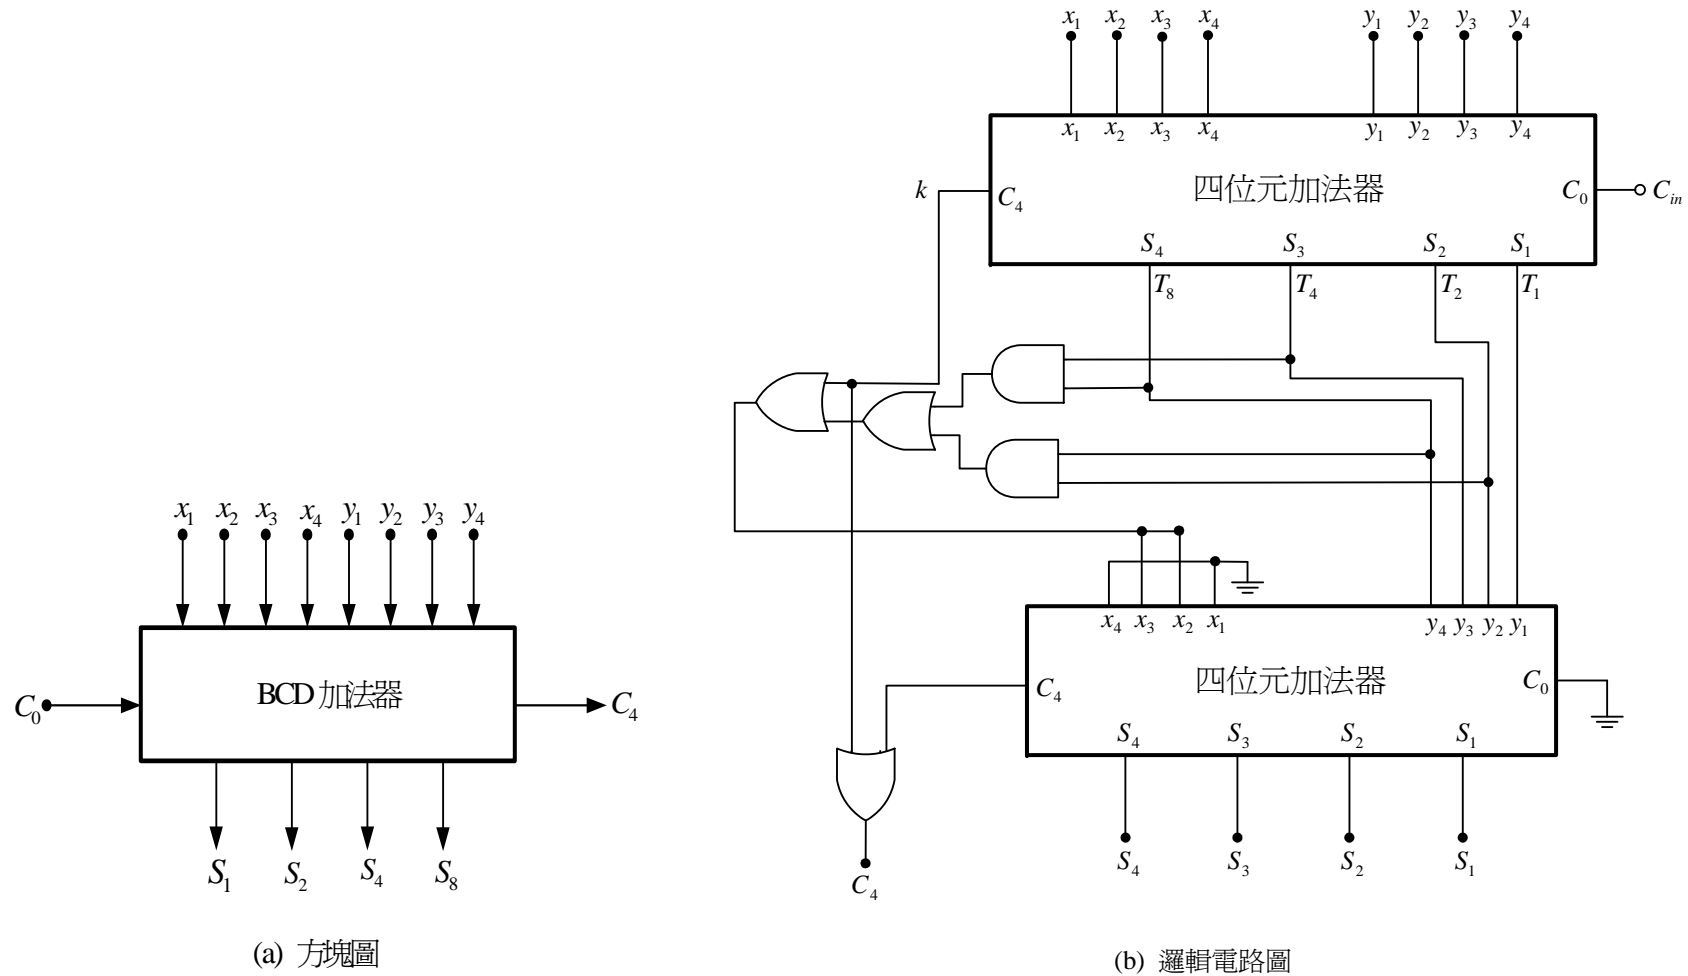 x₁ x₂ x₃ x₄ y₁ y₂ y₃ y₄
BCD加法器
C₀
C₄
S₁ S₂ S₄ S₈
(a) 方塊圖
x₁ x₂ x₃ x₄ y₁ y₂ y₃ y₄
x₁ x₂ x₃ x₄ y₁ y₂ y₃ y₄
k
C₄ 四位元加法器 C₀ Cᵢₙ
S₄ S₃ S₂ S₁
T₈ T₄ T₂ T₁
x₄ x₃ x₂ x₁ y₄ y₃ y₂ y₁
C₄ 四位元加法器 C₀
S₄ S₃ S₂ S₁
S₄ S₃ S₂ S₁
C₄
(b) 邏輯電路圖